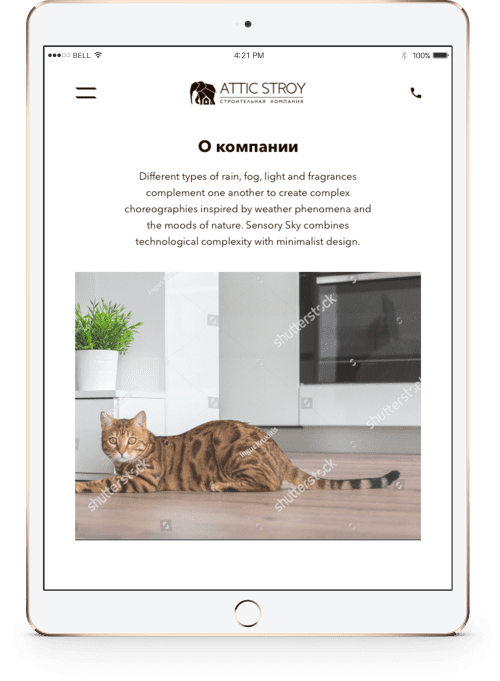 BELL
4:21 PM
100%
ATTIC STROY
СТРОИТЕЛЬНАЯ КОМПАНИЯ
О компании
Different types of rain, fog, light and fragrances
complement one another to create complex
choreographies inspired by weather phenomena and
the moods of nature. Sensory Sky combines
technological complexity with minimalist design.
shutterstock
shutterstock
shutterstock
shutterstock